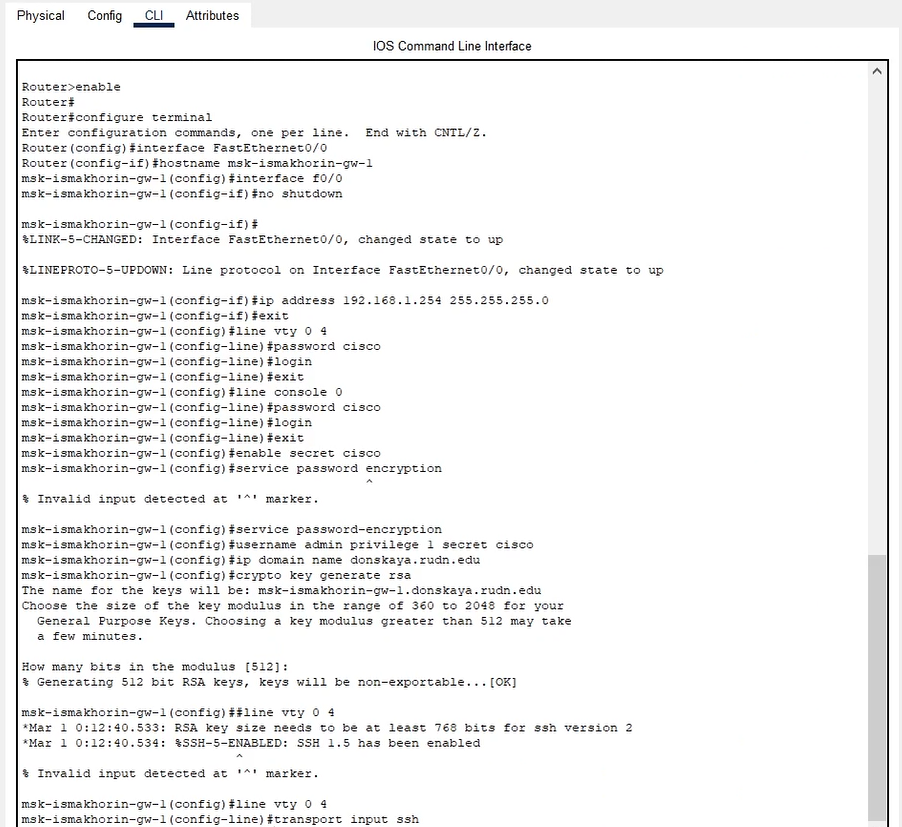 Physical Config CLI Attributes
IOS Command Line Interface
Router>enable
Router#
Router#configure terminal
Enter configuration commands, one per line.  End with CNTL/Z.
Router(config)#interface FastEthernet0/0
Router(config-if)#hostname msk-ismakhorin-gw-1
msk-ismakhorin-gw-1(config)#interface f0/0
msk-ismakhorin-gw-1(config-if)#no shutdown
msk-ismakhorin-gw-1(config-if)#
%LINK-5-CHANGED: Interface FastEthernet0/0, changed state to up
%LINEPROTO-5-UPDOWN: Line protocol on Interface FastEthernet0/0, changed state to up
msk-ismakhorin-gw-1(config-if)#ip address 192.168.1.254 255.255.255.0
msk-ismakhorin-gw-1(config-if)#exit
msk-ismakhorin-gw-1(config)#line vty 0 4
msk-ismakhorin-gw-1(config-line)#password cisco
msk-ismakhorin-gw-1(config-line)#login
msk-ismakhorin-gw-1(config-line)#exit
msk-ismakhorin-gw-1(config)#line console 0
msk-ismakhorin-gw-1(config-line)#password cisco
msk-ismakhorin-gw-1(config-line)#login
msk-ismakhorin-gw-1(config-line)#exit
msk-ismakhorin-gw-1(config)#enable secret cisco
msk-ismakhorin-gw-1(config)#service password encryption
^
% Invalid input detected at '^' marker.
msk-ismakhorin-gw-1(config)#service password-encryption
msk-ismakhorin-gw-1(config)#username admin privilege 1 secret cisco
msk-ismakhorin-gw-1(config)#ip domain name donskaya.rudn.edu
msk-ismakhorin-gw-1(config)#crypto key generate rsa
The name for the keys will be: msk-ismakhorin-gw-1.donskaya.rudn.edu
Choose the size of the key modulus in the range of 360 to 2048 for your
General Purpose Keys. Choosing a key modulus greater than 512 may take
a few minutes.
How many bits in the modulus [512]:
% Generating 512 bit RSA keys, keys will be non-exportable...[OK]
msk-ismakhorin-gw-1(config)##line vty 0 4
*Mar 1 0:12:40.533: RSA key size needs to be at least 768 bits for ssh version 2
*Mar 1 0:12:40.534: %SSH-5-ENABLED: SSH 1.5 has been enabled
^
% Invalid input detected at '^' marker.
msk-ismakhorin-gw-1(config)#line vty 0 4
msk-ismakhorin-gw-1(config-line)#transport input ssh